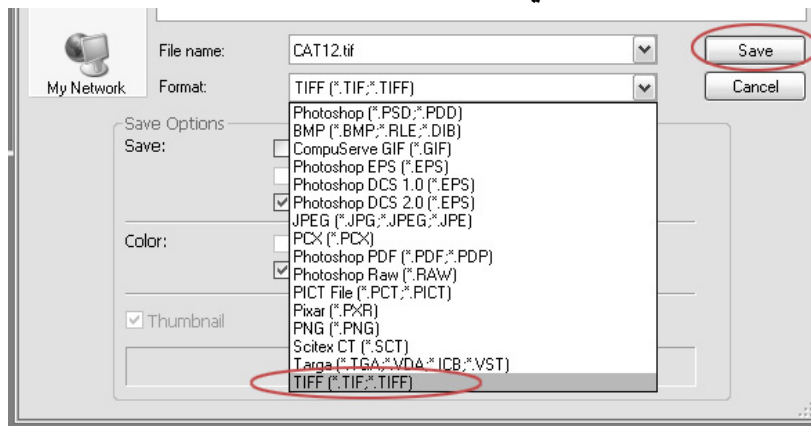 File name: CAT12.tif Save
My Network Format: TIFF (*.TIF;*.TIFF) Cancel
Save Options
Save:
Color:
Thumbnail
Photoshop (*.PSD;*.PDD)
BMP (*.BMP;*.RLE;*.DIB)
CompuServe GIF (*.GIF)
Photoshop EPS (*.EPS)
Photoshop DCS 1.0 (*.EPS)
Photoshop DCS 2.0 (*.EPS)
JPEG (*.JPG;*.JPEG;*.JPE)
PCX (*.PCX)
Photoshop PDF (*.PDF;*.PDP)
Photoshop Raw (*.RAW)
PICT File (*.PCT;*.PICT)
Pixar (*.PXR)
PNG (*.PNG)
Scitex CT (*.SCT)
Targa (*.TGA;*.VDA;*.ICB;*.VST)
TIFF (*.TIF;*.TIFF)